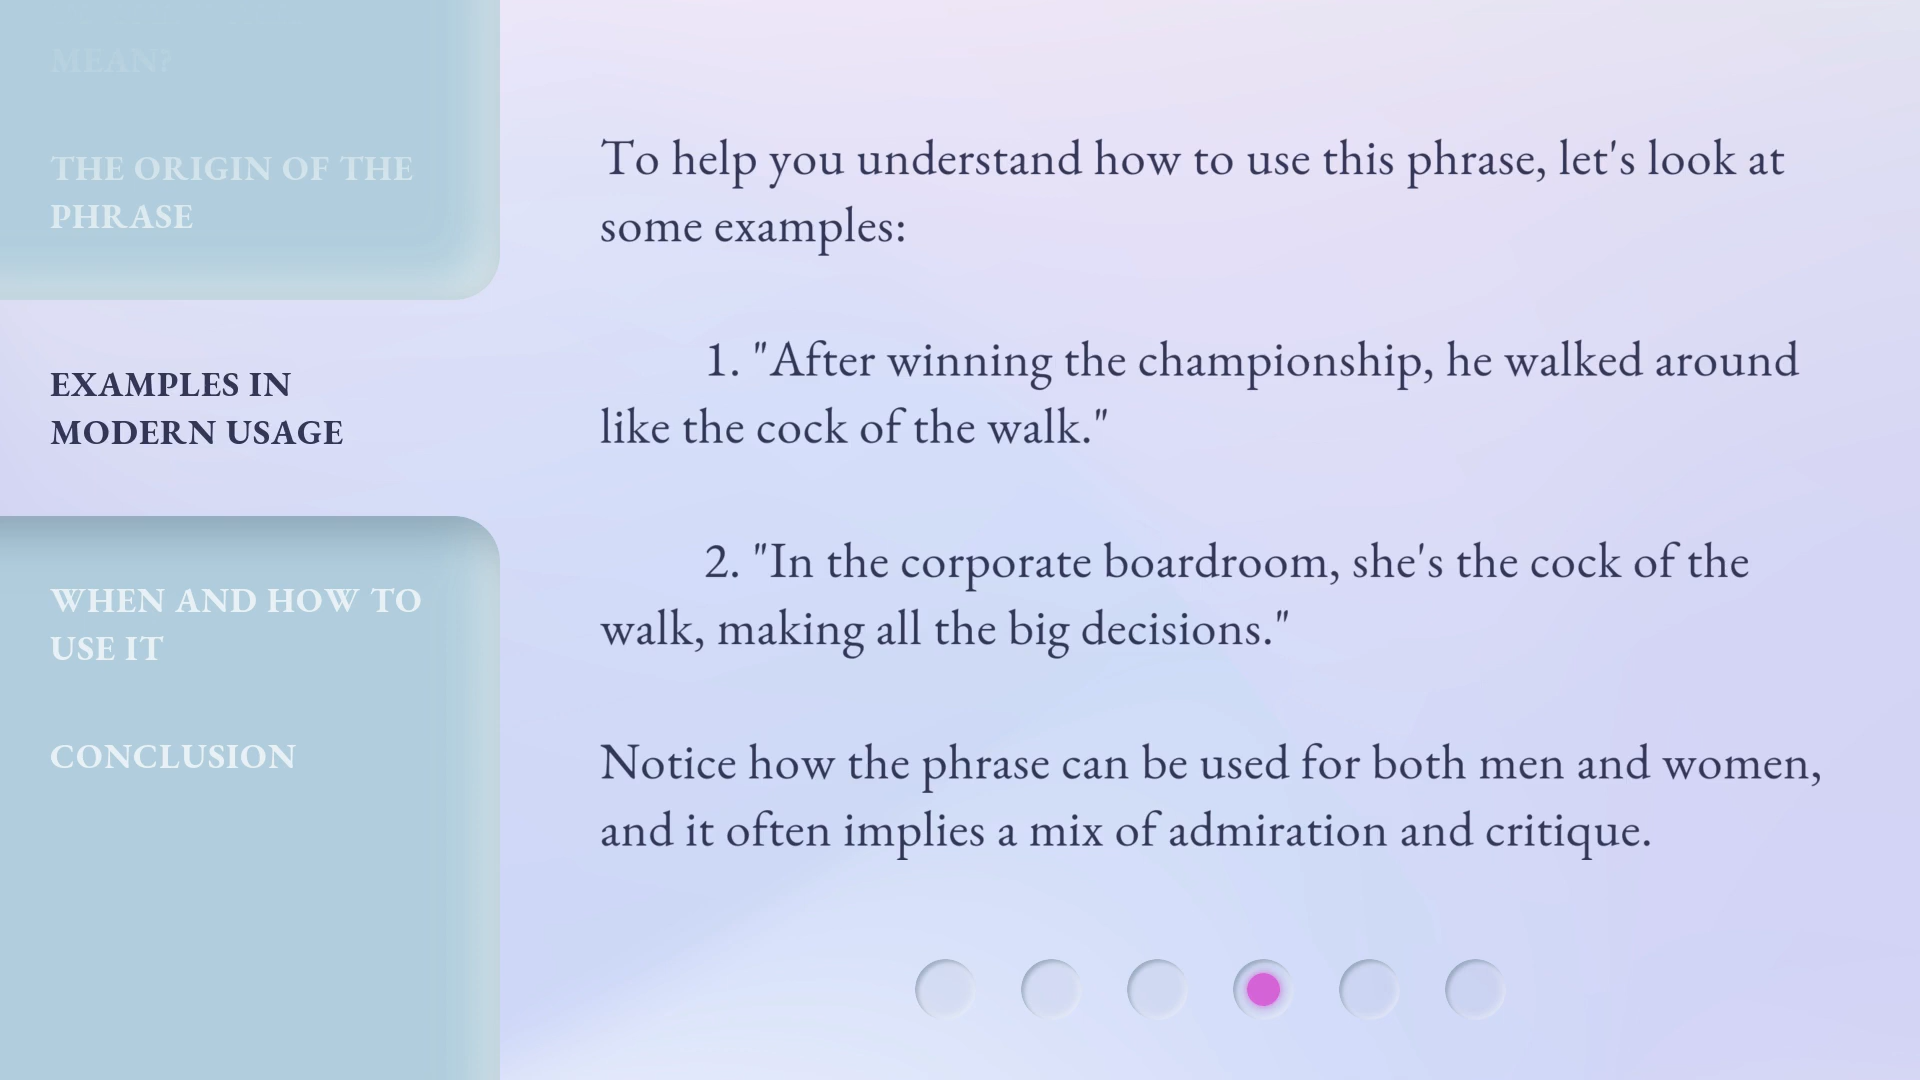 MEAN?
THE ORIGIN OF THE
PHRASE
EXAMPLES IN
MODERN USAGE
WHEN AND HOW TO
USE IT
CONCLUSION
To help you understand how to use this phrase, let's look at
some examples:
1. "After winning the championship, he walked around
like the cock of the walk."
2. "In the corporate boardroom, she's the cock of the
walk, making all the big decisions."
Notice how the phrase can be used for both men and women,
and it often implies a mix of admiration and critique.